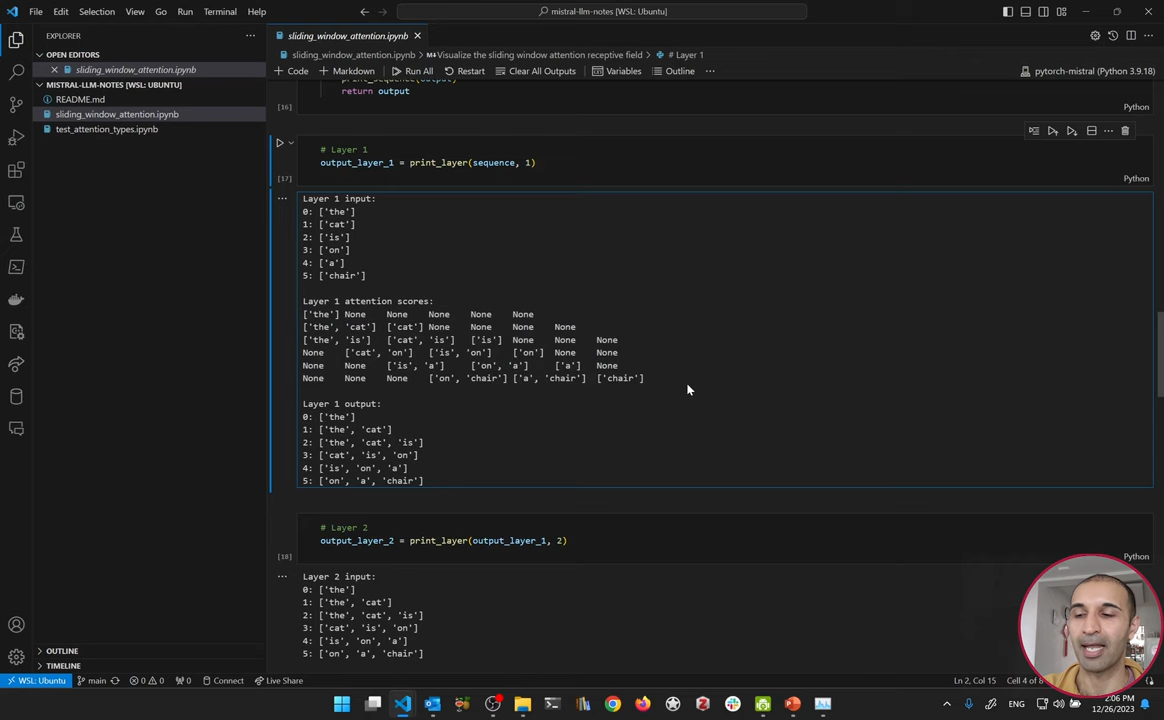 File Edit Selection View Go Run Terminal Help
mistral-llm-notes [WSL: Ubuntu]
EXPLORER
OPEN EDITORS
sliding_window_attention.ipynb
MISTRAL-LLM-NOTES [WSL: UBUNTU]
README.md
sliding_window_attention.ipynb
test_attention_types.ipynb
OUTLINE
TIMELINE
sliding_window_attention.ipynb
sliding_window_attention.ipynb > Visualize the sliding window attention receptive field > # Layer 1
+ Code + Markdown Run All Restart Clear All Outputs Variables Outline ...
pytorch-mistral (Python 3.9.18)
print_sequence(output)
return output
[16] Python
# Layer 1
output_layer_1 = print_layer(sequence, 1)
[17] Python
Layer 1 input:
0: ['the']
1: ['cat']
2: ['is']
3: ['on']
4: ['a']
5: ['chair']
Layer 1 attention scores:
['the'] None None None None None
['the', 'cat'] ['cat'] None None None None
['the', 'is'] ['cat', 'is'] ['is'] None None None
None ['cat', 'on'] ['is', 'on'] ['on'] None None
None None ['is', 'a'] ['on', 'a'] ['a'] None
None None None ['on', 'chair'] ['a', 'chair'] ['chair']
Layer 1 output:
0: ['the']
1: ['the', 'cat']
2: ['the', 'cat', 'is']
3: ['cat', 'is', 'on']
4: ['is', 'on', 'a']
5: ['on', 'a', 'chair']
# Layer 2
output_layer_2 = print_layer(output_layer_1, 2)
[18] Python
Layer 2 input:
0: ['the']
1: ['the', 'cat']
2: ['the', 'cat', 'is']
3: ['cat', 'is', 'on']
4: ['is', 'on', 'a']
5: ['on', 'a', 'chair']
WSL: Ubuntu main 0 0 0 Connect Live Share
Ln 2, Col 15 Cell 4 of 8
ENG
2:06 PM
12/26/2023